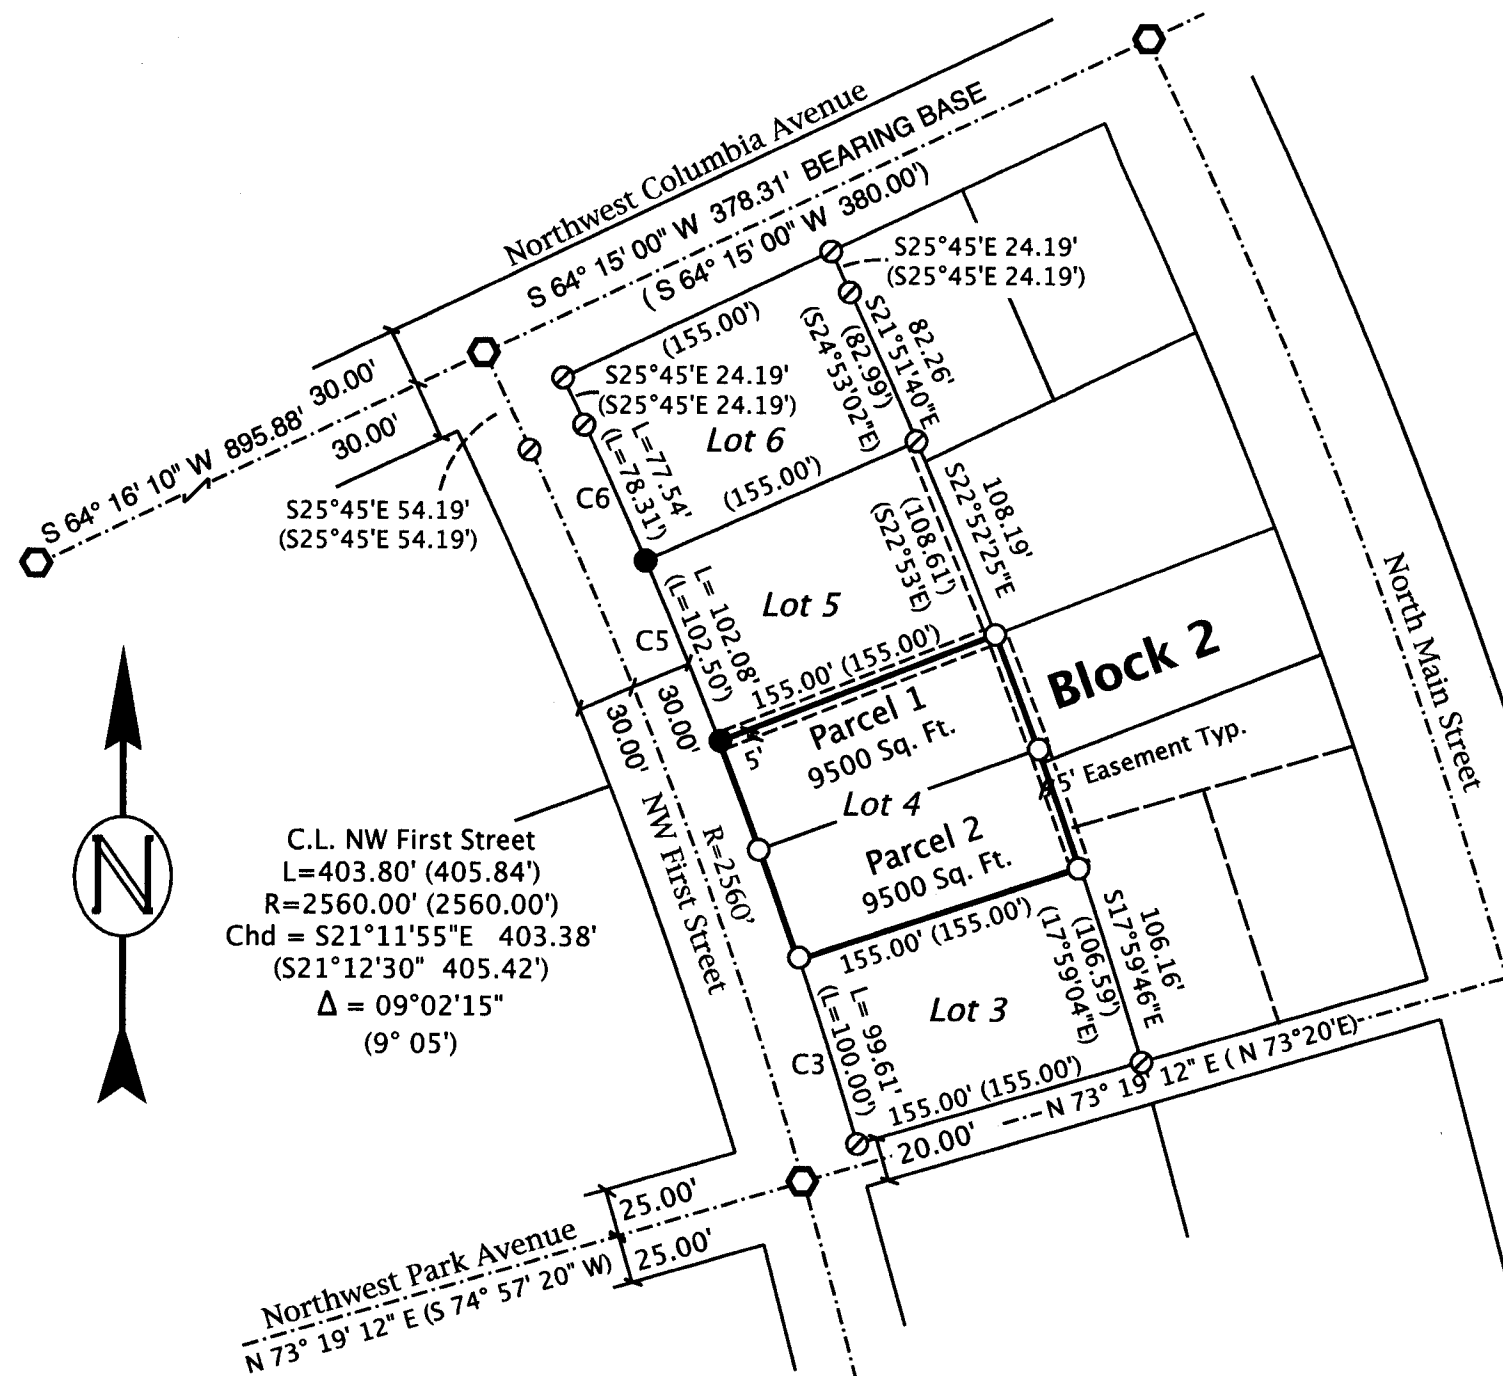 Northwest Columbia Avenue
S 64° 15' 00" W 378.31' BEARING BASE
( S 64° 15' 00" W 380.00')
S 64° 16' 10" W 895.88'
30.00'
30.00'
S25°45'E 54.19'
(S25°45'E 54.19')
(155.00')
S25°45'E 24.19'
(S25°45'E 24.19')
S25°45'E 24.19'
(S25°45'E 24.19')
82.26'
S21°51'40"E
(82.99')
(S24°53'02"E)
Lot 6
L=77.54'
(L=78.31')
C6
(155.00')
108.19'
S22°52'25"E
(108.61')
(S22°53'E)
Lot 5
L= 102.08'
(L=102.50')
C5
155.00' (155.00')
30.00'
30.00'
Parcel 1
9500 Sq. Ft.
5'
Block 2
North Main Street
5' Easement Typ.
Lot 4
Parcel 2
9500 Sq. Ft.
NW First Street
R=2560'
N
C.L. NW First Street
L=403.80' (405.84')
R=2560.00' (2560.00')
Chd = S21°11'55"E 403.38'
(S21°12'30" 405.42')
Δ = 09°02'15"
(9° 05')
155.00' (155.00')
106.16'
S17°59'46"E
(106.59')
(17°59'04"E)
Lot 3
L= 99.61'
(L=100.00')
C3
155.00' (155.00')
20.00'
N 73° 19' 12" E ( N 73°20'E)
25.00'
25.00'
Northwest Park Avenue
N 73° 19' 12" E (S 74° 57' 20" W)